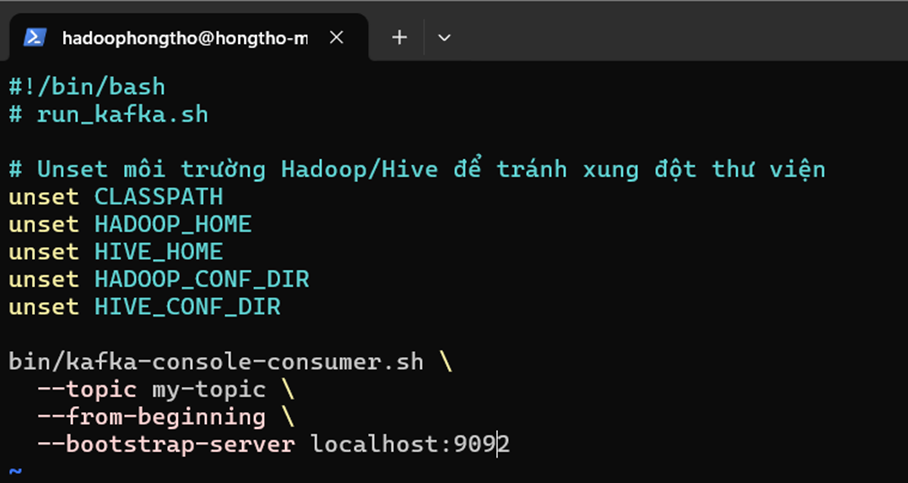 hadoophongtho@hongtho-m
#!/bin/bash
# run_kafka.sh
# Unset môi trường Hadoop/Hive để tránh xung đột thư viện
unset CLASSPATH
unset HADOOP_HOME
unset HIVE_HOME
unset HADOOP_CONF_DIR
unset HIVE_CONF_DIR
bin/kafka-console-consumer.sh \
--topic my-topic \
--from-beginning \
--bootstrap-server localhost:9092
~